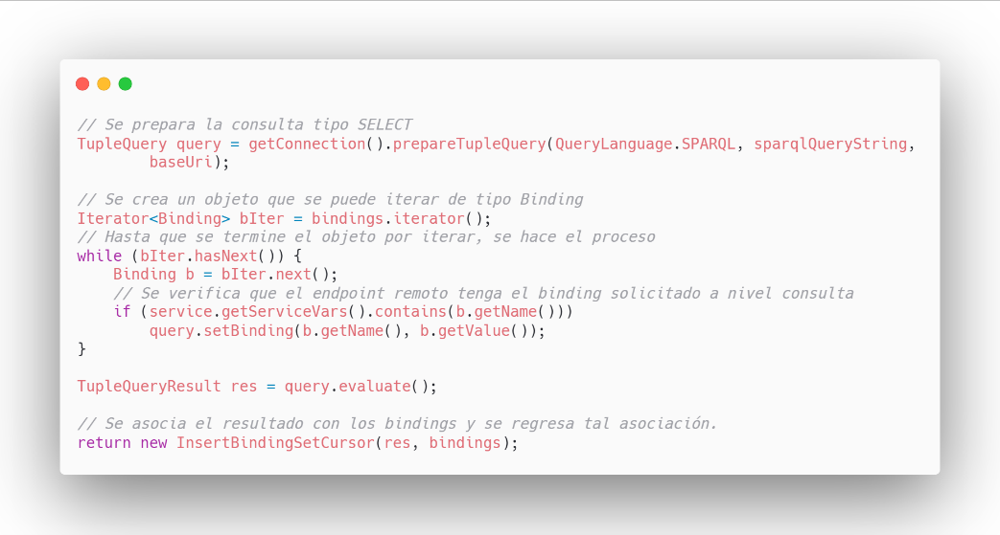 // Se prepara la consulta tipo SELECT
TupleQuery query = getConnection().prepareTupleQuery(QueryLanguage.SPARQL, sparqlQueryString,
        baseUri);

// Se crea un objeto que se puede iterar de tipo Binding
Iterator<Binding> bIter = bindings.iterator();
// Hasta que se termine el objeto por iterar, se hace el proceso
while (bIter.hasNext()) {
    Binding b = bIter.next();
    // Se verifica que el endpoint remoto tenga el binding solicitado a nivel consulta
    if (service.getServiceVars().contains(b.getName()))
        query.setBinding(b.getName(), b.getValue());
}

TupleQueryResult res = query.evaluate();

// Se asocia el resultado con los bindings y se regresa tal asociación.
return new InsertBindingSetCursor(res, bindings);